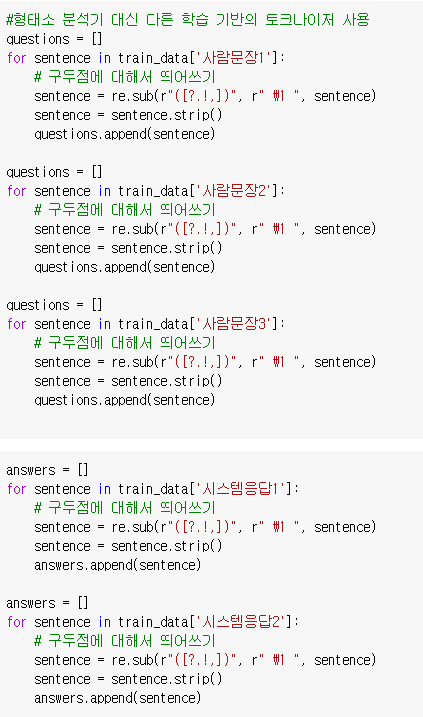 #형태소 분석기 대신 다른 학습 기반의 토크나이저 사용
questions = []
for sentence in train_data['사람문장1']:
    # 구두점에 대해서 띄어쓰기
    sentence = re.sub(r"([?.!,])", r" ₩1 ", sentence)
    sentence = sentence.strip()
    questions.append(sentence)

questions = []
for sentence in train_data['사람문장2']:
    # 구두점에 대해서 띄어쓰기
    sentence = re.sub(r"([?.!,])", r" ₩1 ", sentence)
    sentence = sentence.strip()
    questions.append(sentence)

questions = []
for sentence in train_data['사람문장3']:
    # 구두점에 대해서 띄어쓰기
    sentence = re.sub(r"([?.!,])", r" ₩1 ", sentence)
    sentence = sentence.strip()
    questions.append(sentence)

answers = []
for sentence in train_data['시스템응답1']:
    # 구두점에 대해서 띄어쓰기
    sentence = re.sub(r"([?.!,])", r" ₩1 ", sentence)
    sentence = sentence.strip()
    answers.append(sentence)

answers = []
for sentence in train_data['시스템응답2']:
    # 구두점에 대해서 띄어쓰기
    sentence = re.sub(r"([?.!,])", r" ₩1 ", sentence)
    sentence = sentence.strip()
    answers.append(sentence)